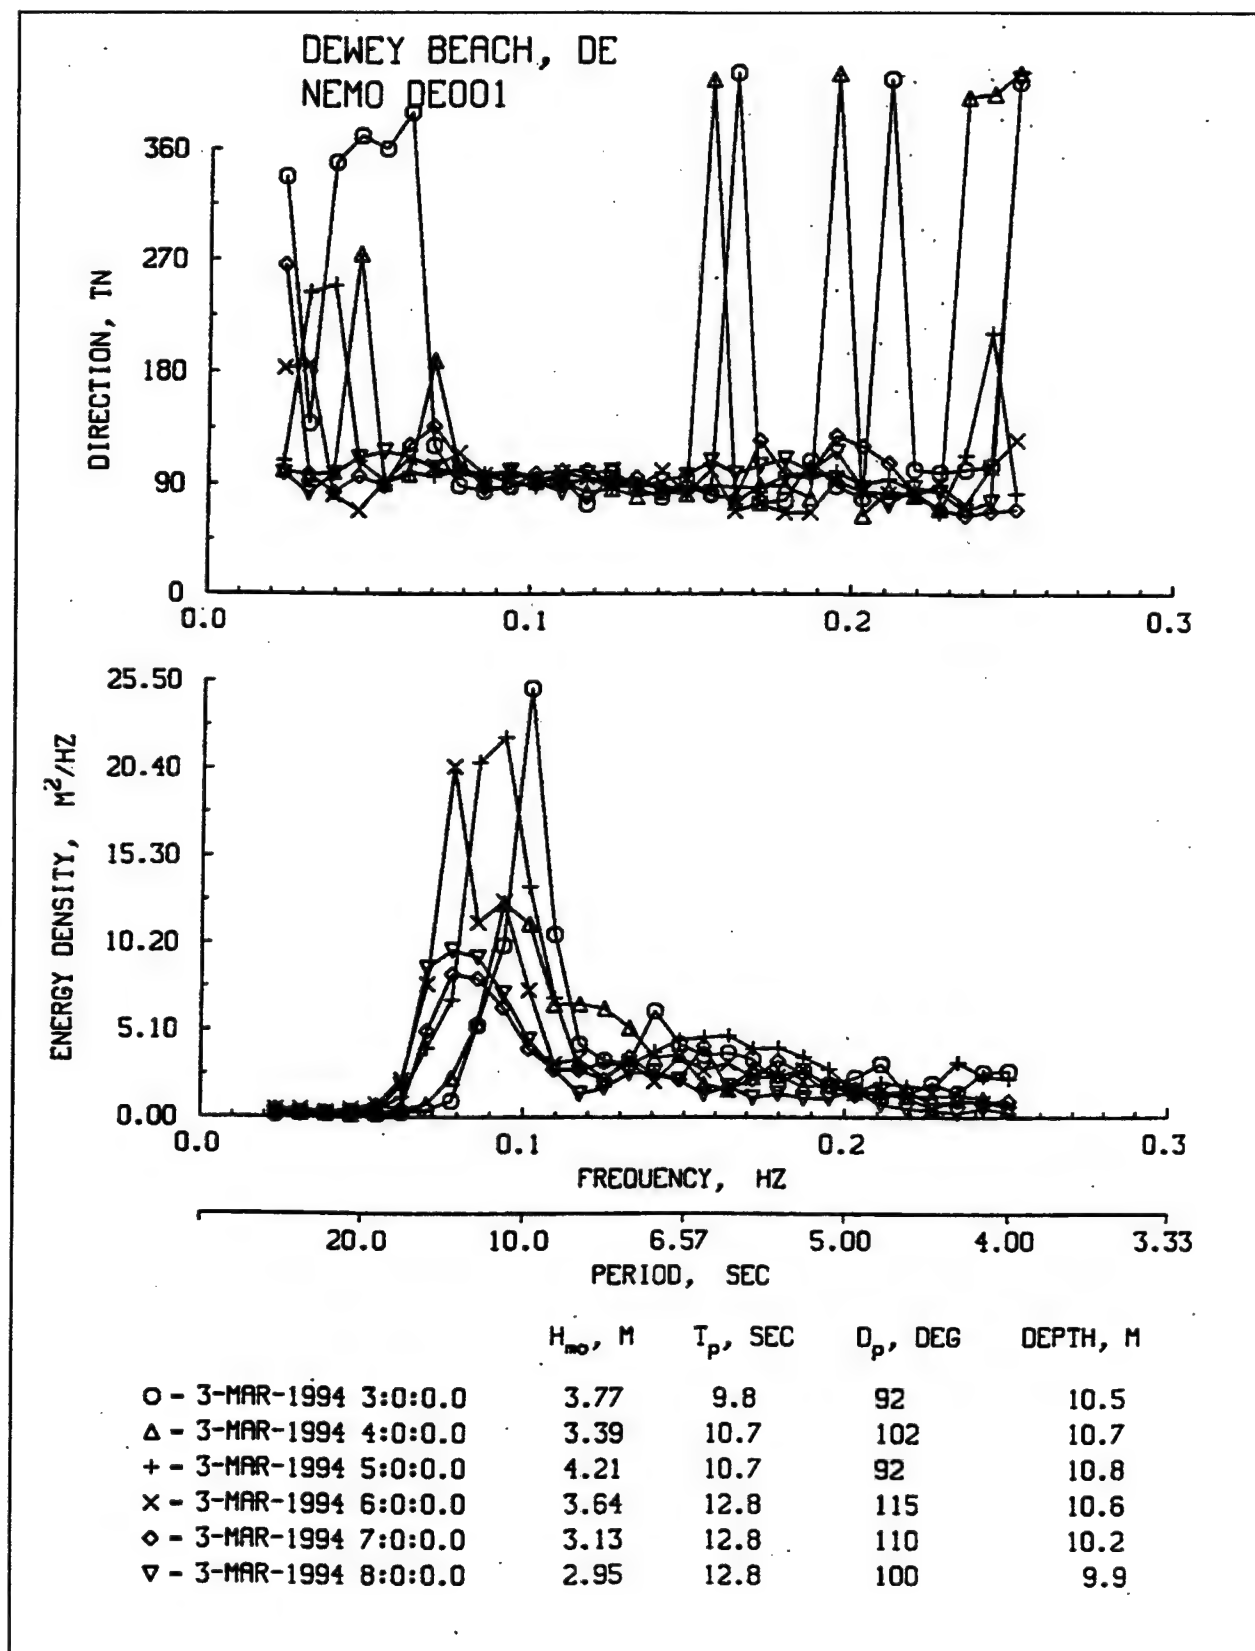 DEWEY BEACH, DE
NEMO DE001
360
270
180
90
0
DIRECTION, TN
0.0 0.1 0.2 0.3
25.50
20.40
15.30
10.20
5.10
0.00
ENERGY DENSITY, M²/HZ
0.0 0.1 0.2 0.3
FREQUENCY, HZ
20.0 10.0 6.57 5.00 4.00 3.33
PERIOD, SEC
Hmo, M Tp, SEC Dp, DEG DEPTH, M
O - 3-MAR-1994 3:0:0.0 3.77 9.8 92 10.5
△ - 3-MAR-1994 4:0:0.0 3.39 10.7 102 10.7
+ - 3-MAR-1994 5:0:0.0 4.21 10.7 92 10.8
× - 3-MAR-1994 6:0:0.0 3.64 12.8 115 10.6
◇ - 3-MAR-1994 7:0:0.0 3.13 12.8 110 10.2
▽ - 3-MAR-1994 8:0:0.0 2.95 12.8 100 9.9